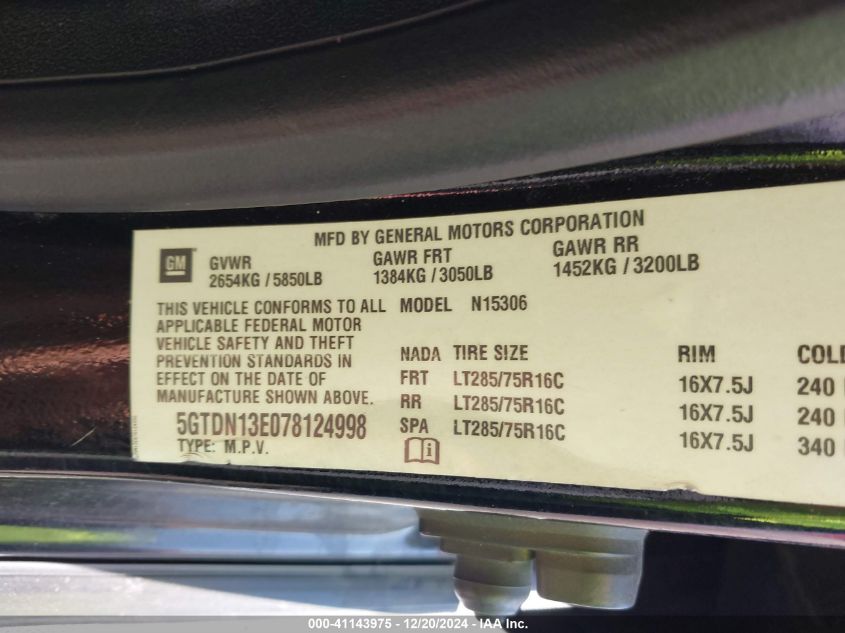 MFD BY GENERAL MOTORS CORPORATION
GM GVWR GAWR FRT GAWR RR
2654KG / 5850LB 1384KG / 3050LB 1452KG / 3200LB
THIS VEHICLE CONFORMS TO ALL
APPLICABLE FEDERAL MOTOR
VEHICLE SAFETY AND THEFT
PREVENTION STANDARDS IN
EFFECT ON THE DATE OF
MANUFACTURE SHOWN ABOVE.
5GTDN13E078124998
TYPE: M.P.V.
MODEL N15306
NADA TIRE SIZE RIM COLD
FRT LT285/75R16C 16X7.5J 240
RR LT285/75R16C 16X7.5J 240
SPA LT285/75R16C 16X7.5J 340
000-41143975 - 12/20/2024 - IAA Inc.